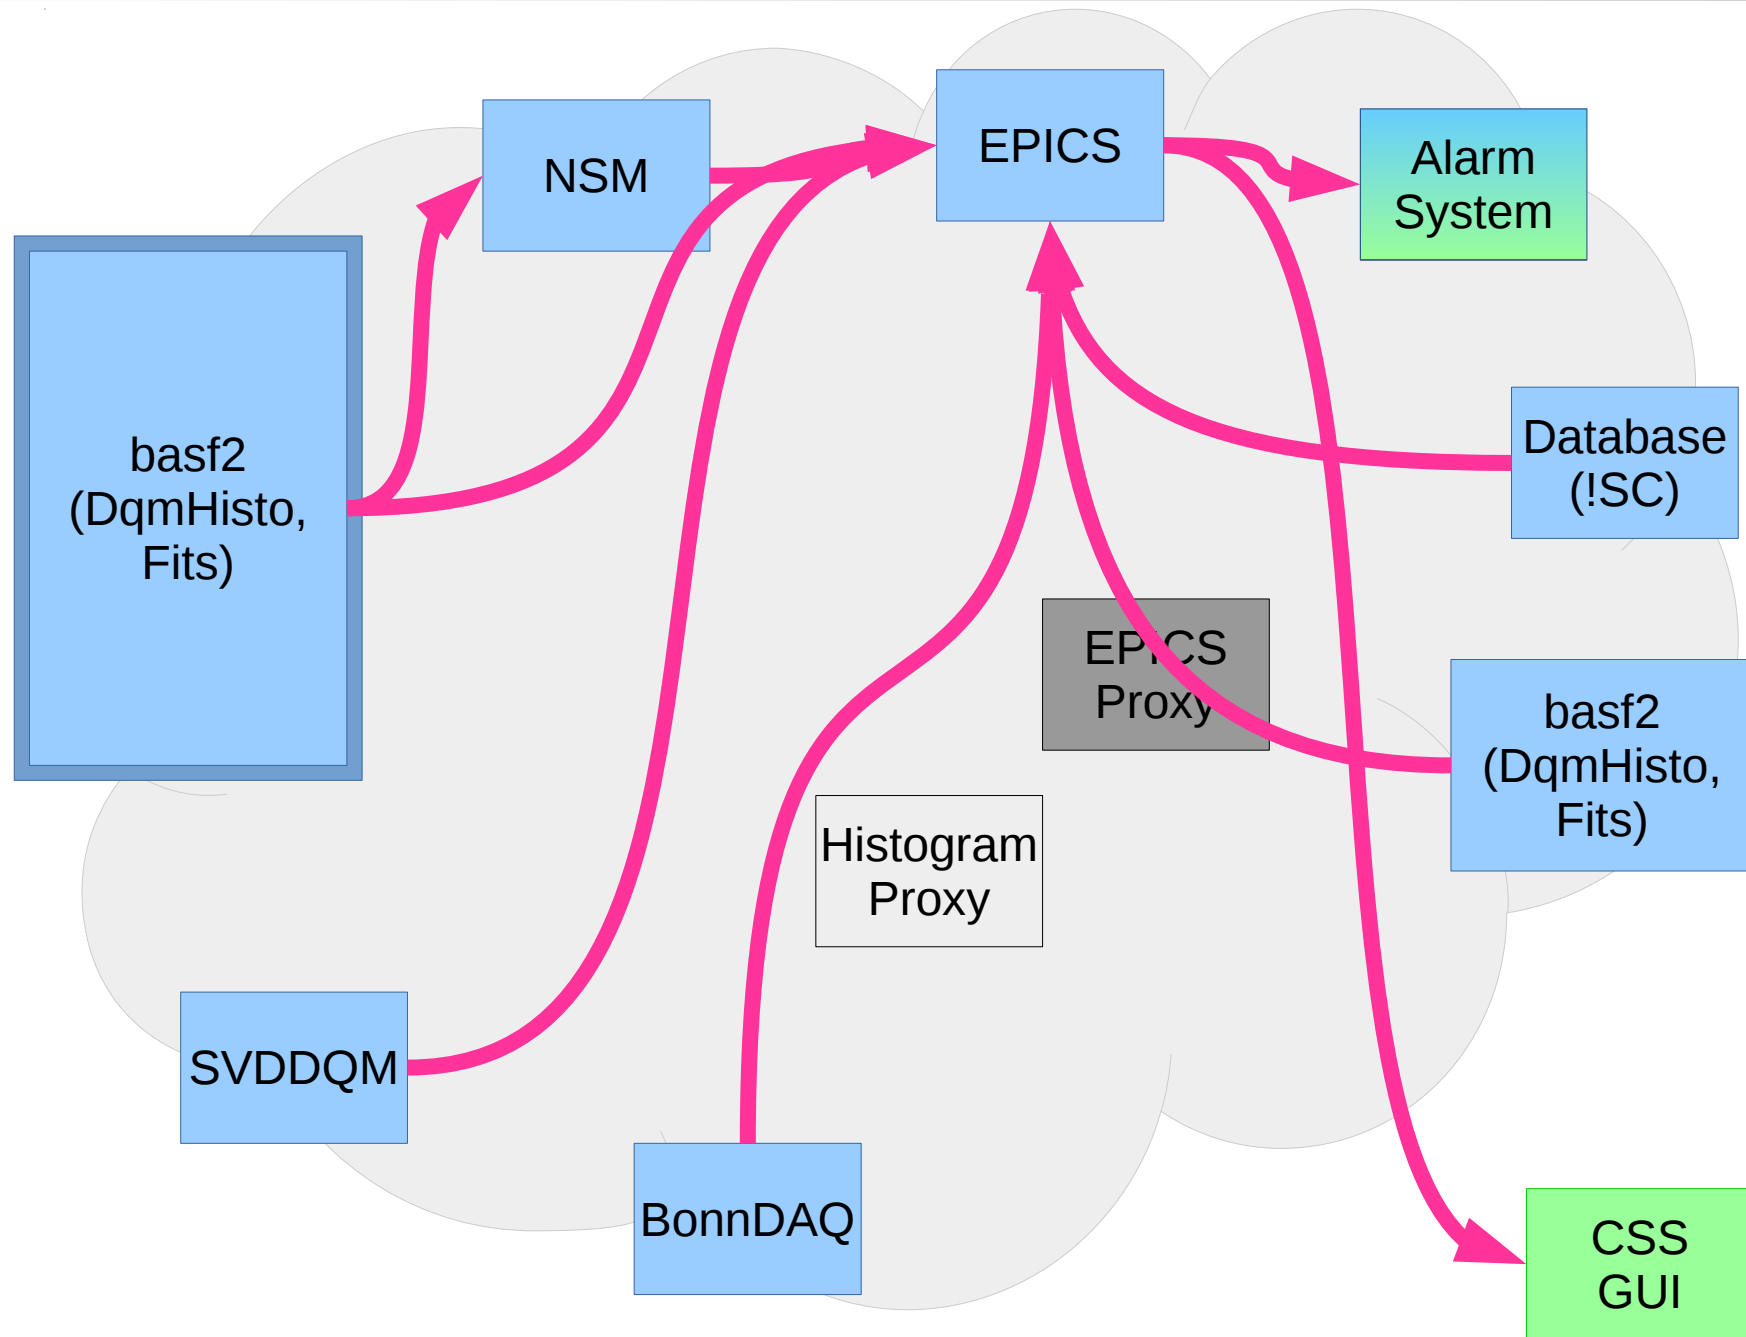 NSM
EPICS
Alarm
System
basf2
(DqmHisto,
Fits)
Database
(!SC)
EPICS
Proxy
basf2
(DqmHisto,
Fits)
Histogram
Proxy
SVDDQM
BonnDAQ
CSS
GUI